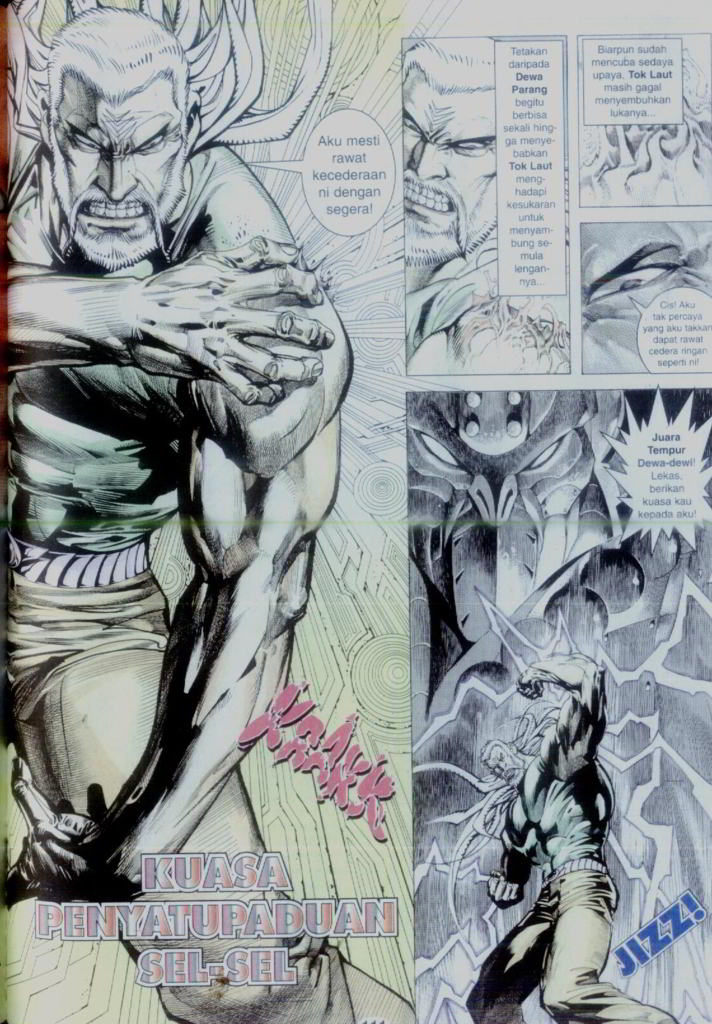 Aku mesti
rawat
kecederaan
ni dengan
segera!
KRAAKK
KUASA
PENYATUPADUAN
SEL-SEL
Tetakan
daripada
Dewa
Parang
begitu
berbisa
sekali hing-
ga menye-
babkan
Tok Laut
meng-
hadapi
kesukaran
untuk
menyam-
bung se-
mula
lengan-
nya...
Biarpun sudah
mencuba sedaya
upaya, Tok Laut
masih gagal
menyembuhkan
lukanya...
Cis! Aku
tak percaya
yang aku takkan
dapat rawat
cedera ringan
seperti ni!
Juara
Tempur
Dewa-dewi!
Lekas,
berikan
kuasa kau
kepada aku!
JIZZ!